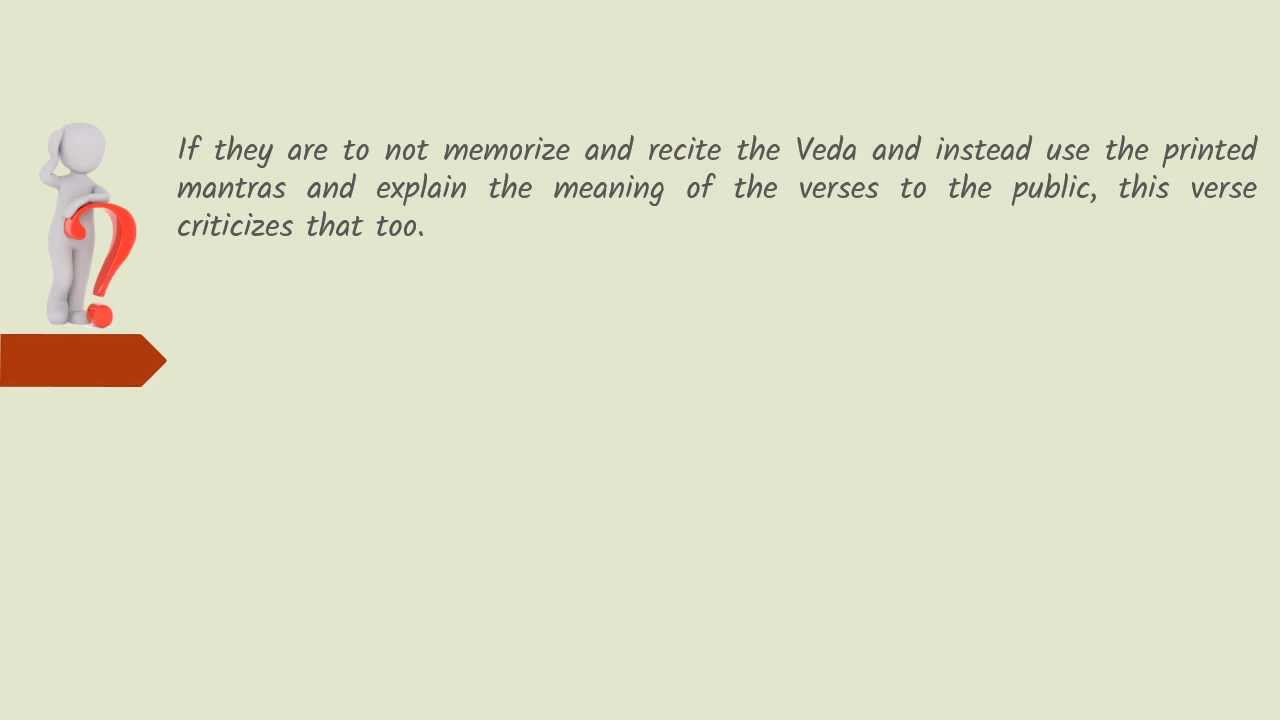 If they are to not memorize and recite the Veda and instead use the printed
mantras and explain the meaning of the verses to the public, this verse
criticizes that too.